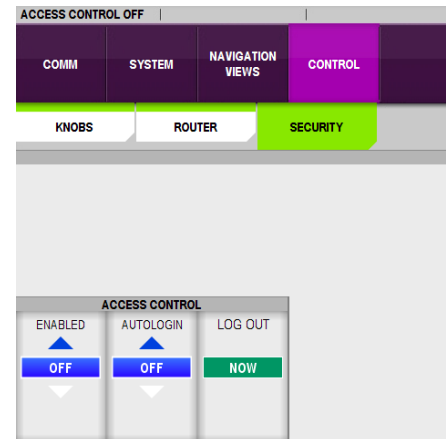 ACCESS CONTROL OFF
COMM SYSTEM NAVIGATION VIEWS CONTROL
KNOBS ROUTER SECURITY
ACCESS CONTROL
ENABLED AUTOLOGIN LOG OUT
OFF OFF NOW